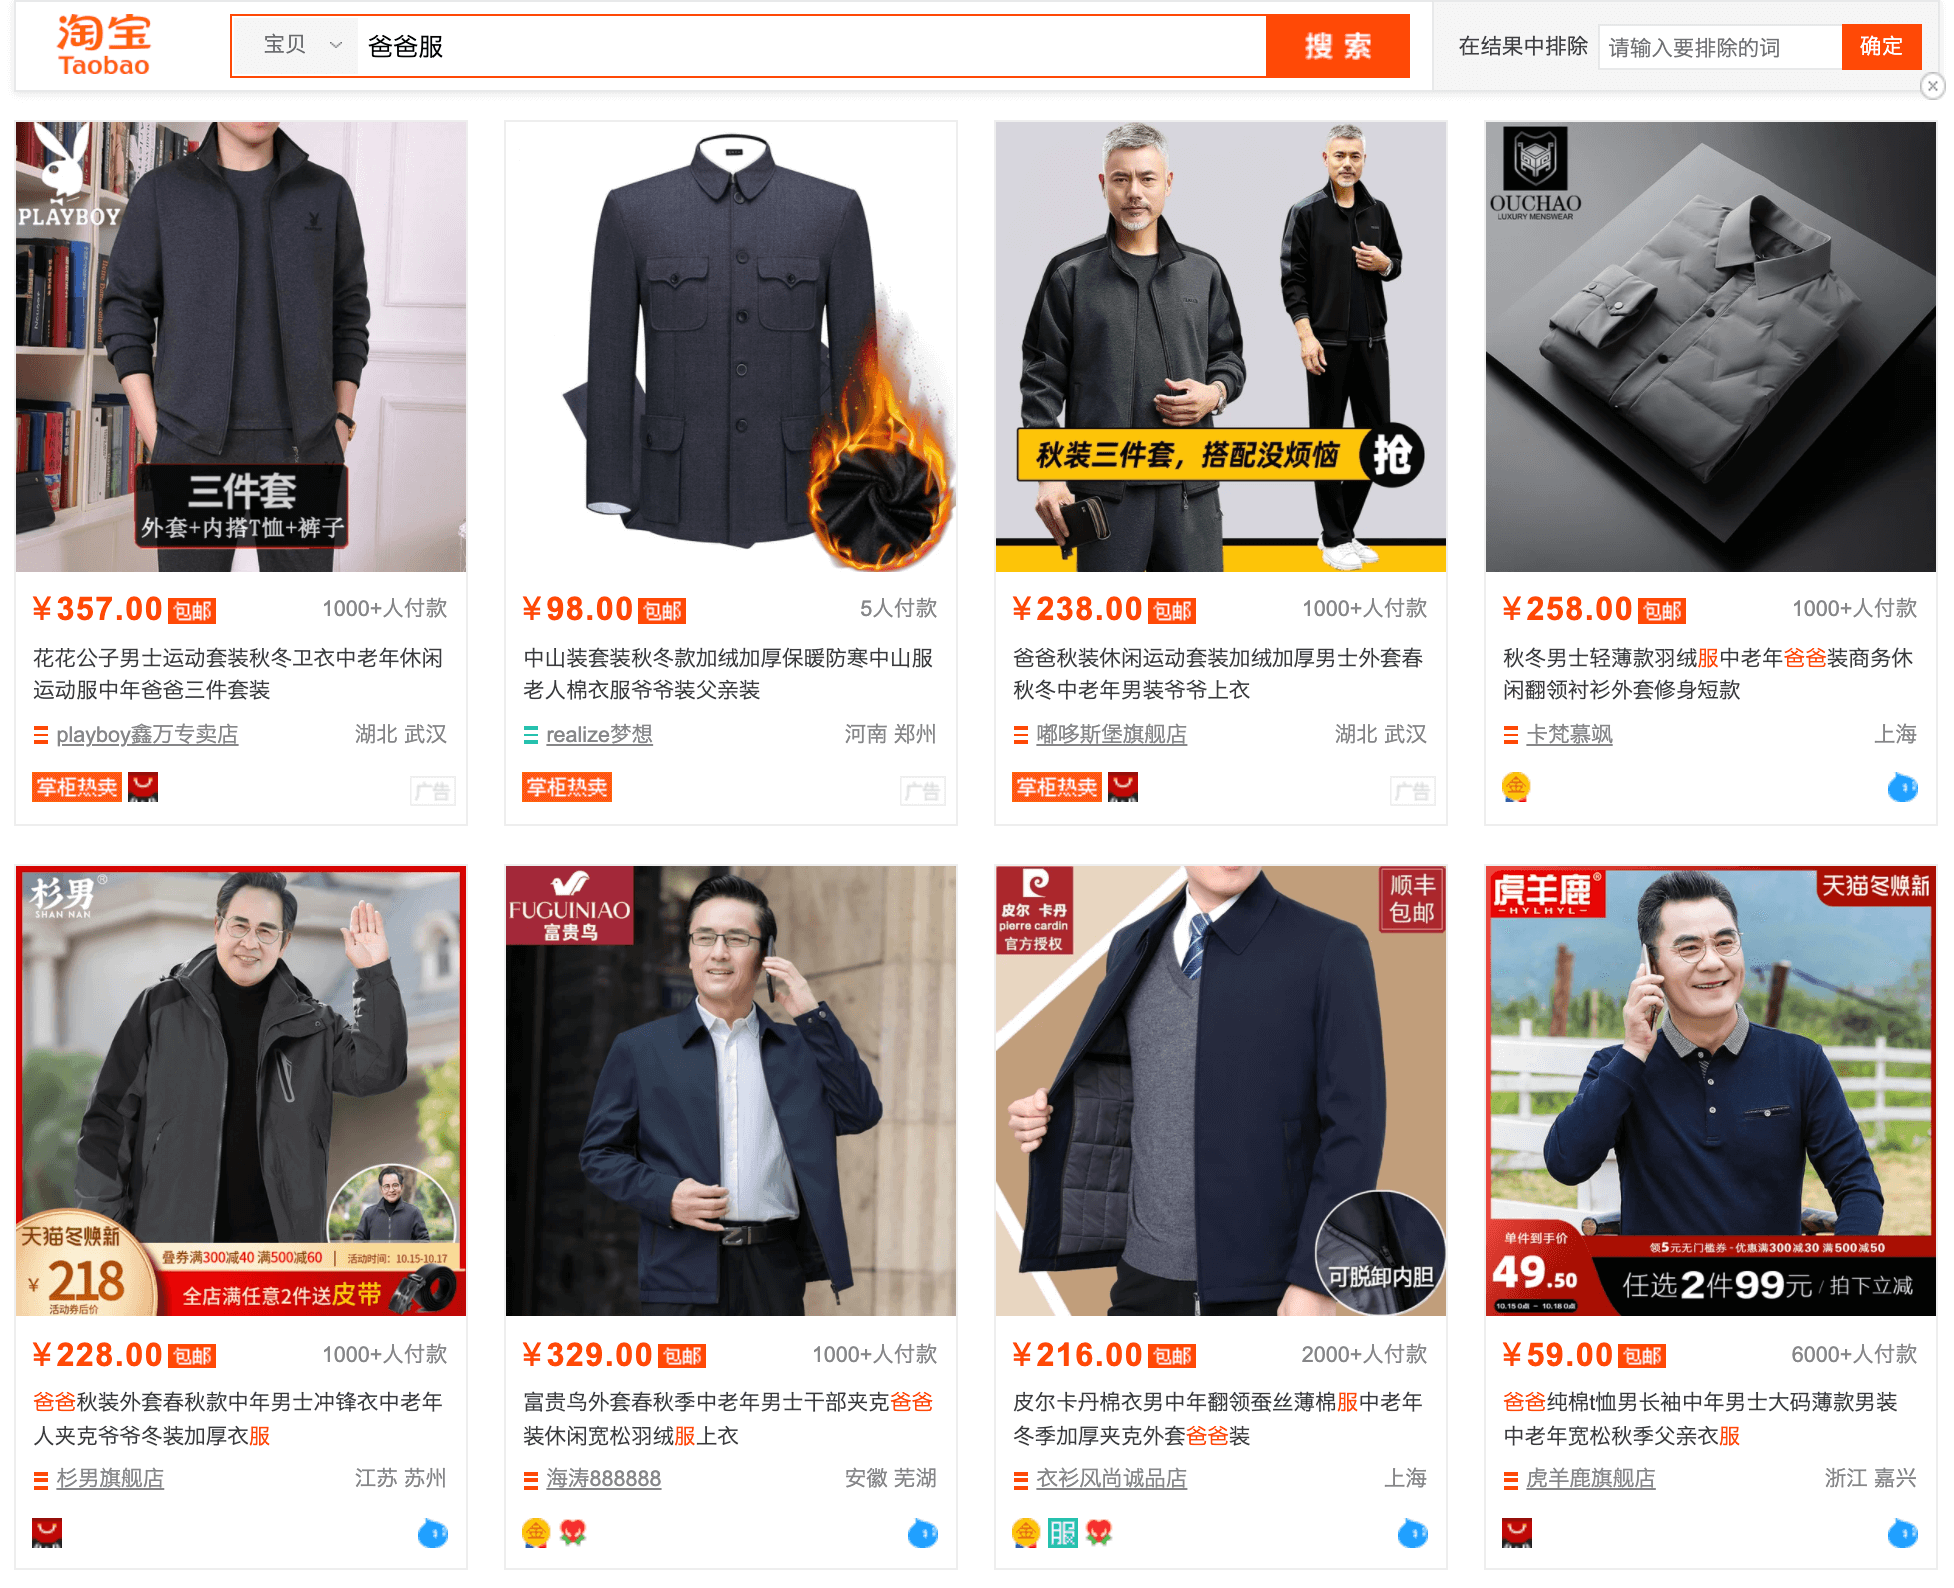 淘宝
Taobao
宝贝
爸爸服
搜 索
在结果中排除
请输入要排除的词
确定
PLAYBOY
三件套
外套+内搭T恤+裤子
秋装三件套，搭配没烦恼
抢
OUCHAO
LUXURY MENSWEAR
￥357.00 包邮 1000+人付款
花花公子男士运动套装秋冬卫衣中老年休闲
运动服中年爸爸三件套装
playboy鑫万专卖店 湖北 武汉
掌柜热卖 广告
￥98.00 包邮 5人付款
中山装套装秋冬款加绒加厚保暖防寒中山服
老人棉衣服爷爷装父亲装
realize梦想 河南 郑州
掌柜热卖 广告
￥238.00 包邮 1000+人付款
爸爸秋装休闲运动套装加绒加厚男士外套春
秋冬中老年男装爷爷上衣
嘟哆斯堡旗舰店 湖北 武汉
掌柜热卖 广告
￥258.00 包邮 1000+人付款
秋冬男士轻薄款羽绒服中老年爸爸装商务休
闲翻领衬衫外套修身短款
卡梵慕飒 上海
金
杉男®
SHAN NAN
天猫冬焕新
￥218
活动券后价
叠券满300减40 满500减60 | 活动时间：10.15-10.17
全店满任意2件送皮带
FUGUINIAO
富贵鸟
皮尔 卡丹
pierre cardin
官方授权
顺丰
包邮
可脱卸内胆
虎羊鹿®
-HYLHYL-
天猫冬焕新
单件到手价
49.50
10.15 0点 - 10.18 0点
领5元无门槛券 - 优惠满300减30 满500减50
任选2件99元 / 拍下立减
￥228.00 包邮 1000+人付款
爸爸秋装外套春秋款中年男士冲锋衣中老年
人夹克爷爷冬装加厚衣服
杉男旗舰店 江苏 苏州
￥329.00 包邮 1000+人付款
富贵鸟外套春秋季中老年男士干部夹克爸爸
装休闲宽松羽绒服上衣
海涛888888 安徽 芜湖
金
￥216.00 包邮 2000+人付款
皮尔卡丹棉衣男中年翻领蚕丝薄棉服中老年
冬季加厚夹克外套爸爸装
衣衫风尚诚品店 上海
金 服
￥59.00 包邮 6000+人付款
爸爸纯棉t恤男长袖中年男士大码薄款男装
中老年宽松秋季父亲衣服
虎羊鹿旗舰店 浙江 嘉兴